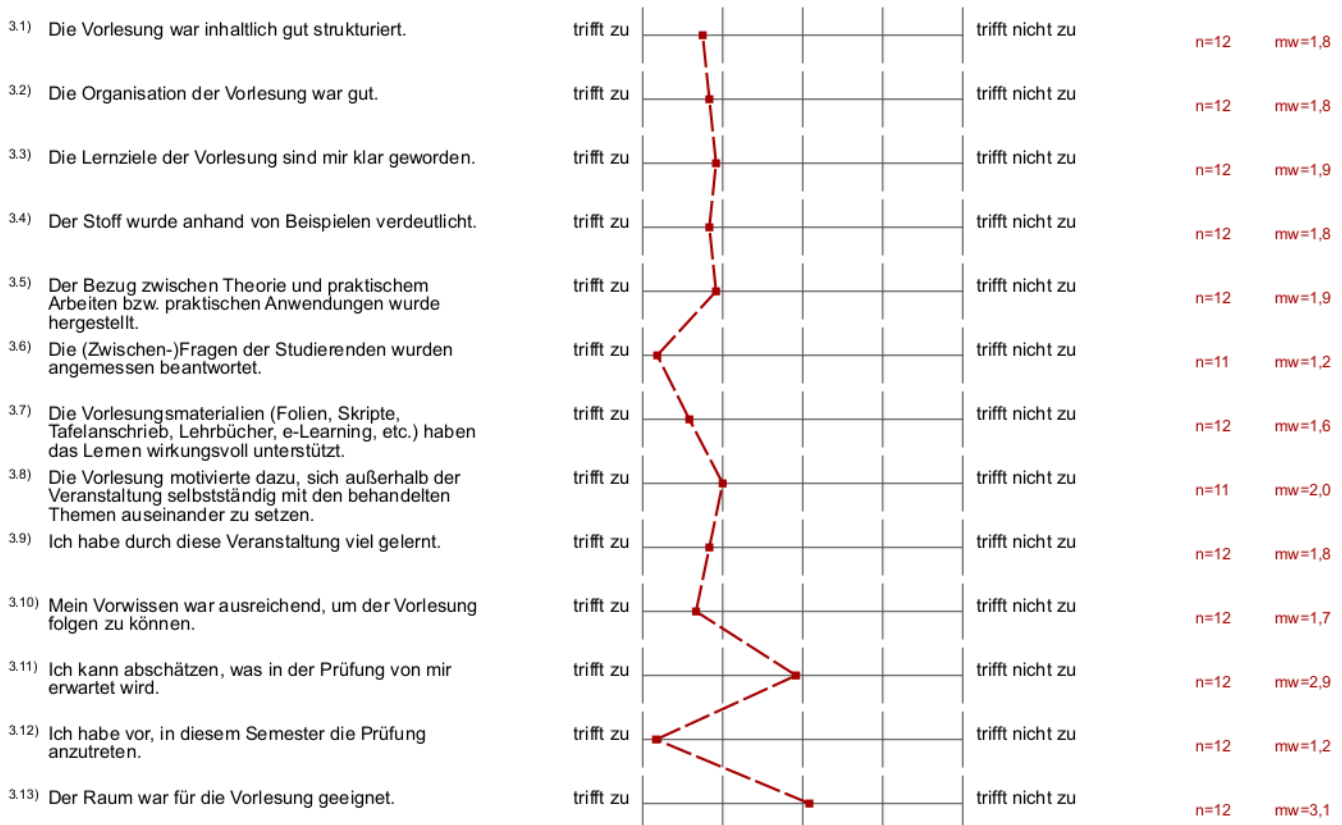 3.1) Die Vorlesung war inhaltlich gut strukturiert. trifft zu trifft nicht zu n=12 mw=1,8
3.2) Die Organisation der Vorlesung war gut. trifft zu trifft nicht zu n=12 mw=1,8
3.3) Die Lernziele der Vorlesung sind mir klar geworden. trifft zu trifft nicht zu n=12 mw=1,9
3.4) Der Stoff wurde anhand von Beispielen verdeutlicht. trifft zu trifft nicht zu n=12 mw=1,8
3.5) Der Bezug zwischen Theorie und praktischem trifft zu trifft nicht zu n=12 mw=1,9
Arbeiten bzw. praktischen Anwendungen wurde
hergestellt.
3.6) Die (Zwischen-)Fragen der Studierenden wurden trifft zu trifft nicht zu n=11 mw=1,2
angemessen beantwortet.
3.7) Die Vorlesungsmaterialien (Folien, Skripte, trifft zu trifft nicht zu n=12 mw=1,6
Tafelanschrieb, Lehrbücher, e-Learning, etc.) haben
das Lernen wirkungsvoll unterstützt.
3.8) Die Vorlesung motivierte dazu, sich außerhalb der trifft zu trifft nicht zu n=11 mw=2,0
Veranstaltung selbstständig mit den behandelten
Themen auseinander zu setzen.
3.9) Ich habe durch diese Veranstaltung viel gelernt. trifft zu trifft nicht zu n=12 mw=1,8
3.10) Mein Vorwissen war ausreichend, um der Vorlesung trifft zu trifft nicht zu n=12 mw=1,7
folgen zu können.
3.11) Ich kann abschätzen, was in der Prüfung von mir trifft zu trifft nicht zu n=12 mw=2,9
erwartet wird.
3.12) Ich habe vor, in diesem Semester die Prüfung trifft zu trifft nicht zu n=12 mw=1,2
anzutreten.
3.13) Der Raum war für die Vorlesung geeignet. trifft zu trifft nicht zu n=12 mw=3,1